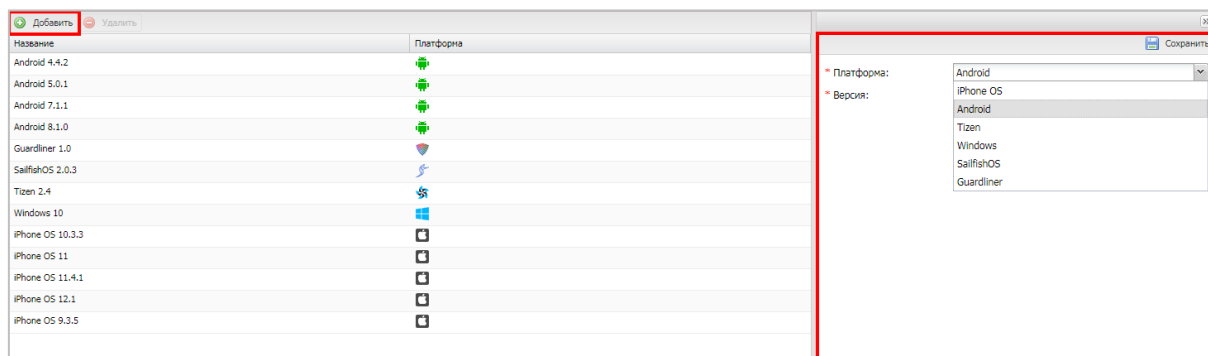 Добавить Удалить
Название Платформа
Android 4.4.2
Android 5.0.1
Android 7.1.1
Android 8.1.0
Guardliner 1.0
SailfishOS 2.0.3
Tizen 2.4
Windows 10
iPhone OS 10.3.3
iPhone OS 11
iPhone OS 11.4.1
iPhone OS 12.1
iPhone OS 9.3.5
Сохранить
* Платформа: Android
* Версия:
iPhone OS
Android
Tizen
Windows
SailfishOS
Guardliner